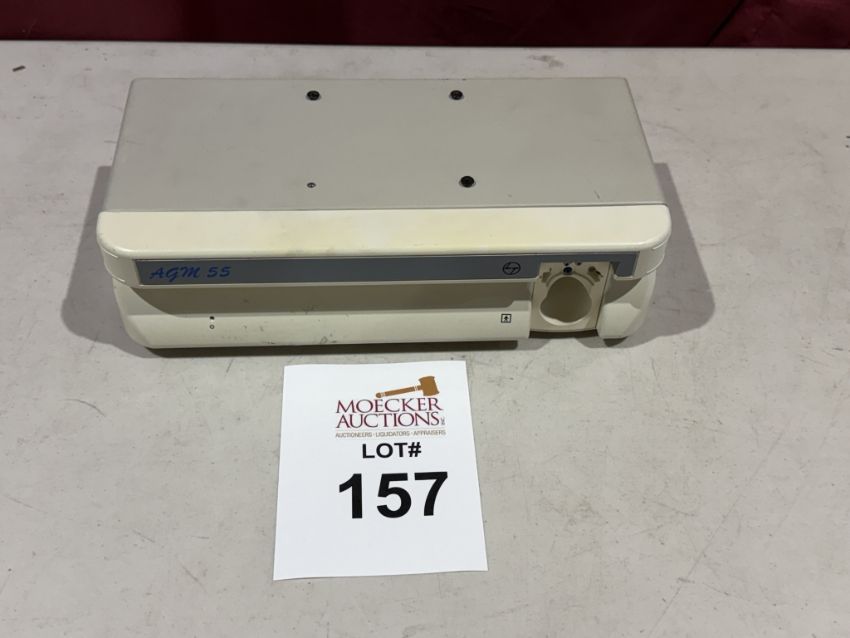 AGM 55
MOECKER
AUCTIONS INC
AUCTIONEERS · LIQUIDATORS · APPRAISERS
LOT#
157